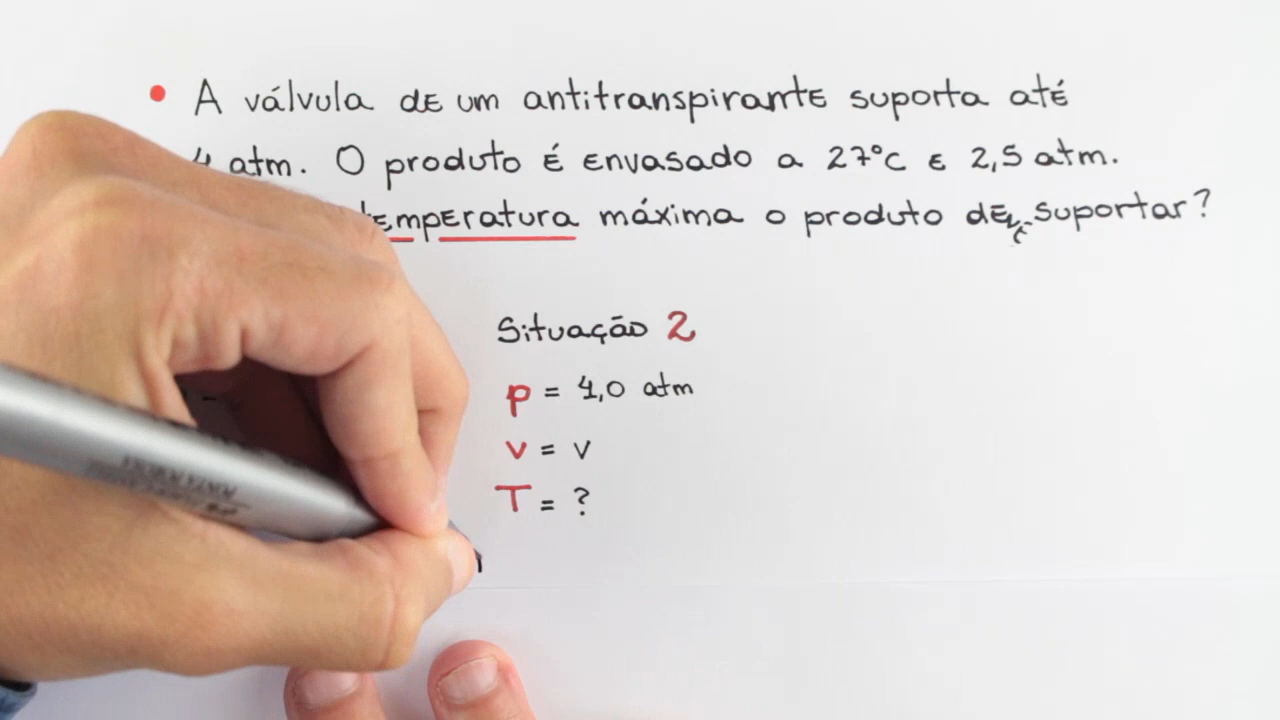 • A válvula de um antitranspirante suporta até
4 atm. O produto é envasado a 27°C e 2,5 atm.
temperatura máxima o produto deve suportar?
Situação 2
p = 4,0 atm
v = v
T = ?